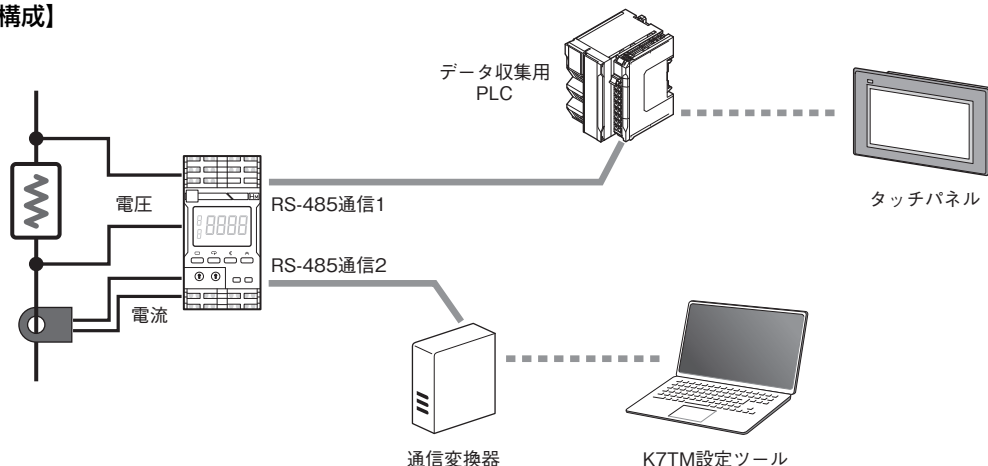 構成】
データ収集用
PLC
タッチパネル
電圧
RS-485通信1
RS-485通信2
電流
通信変換器
K7TM設定ツール